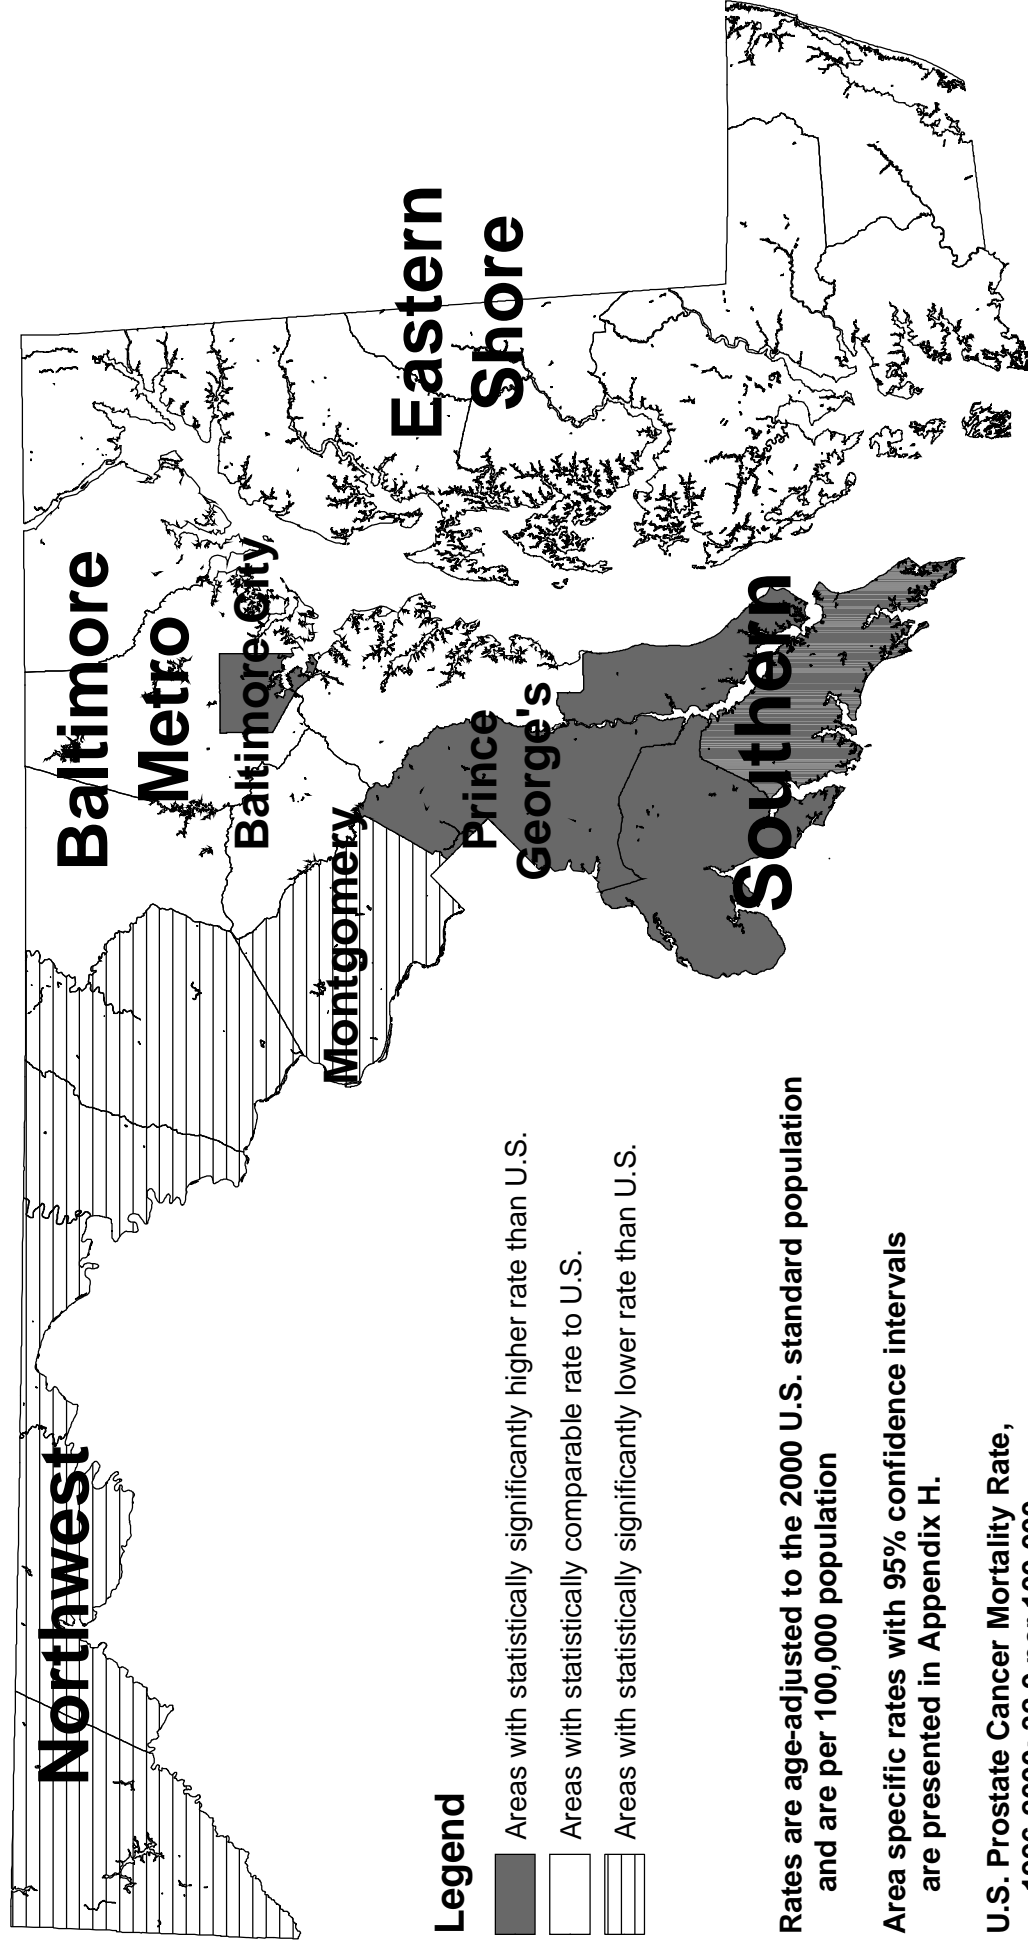 Northwest
Baltimore
Metro
Baltimore City
Montgomery
Prince
George's
Eastern
Shore
Southern
Legend
Areas with statistically significantly higher rate than U.S.
Areas with statistically comparable rate to U.S.
Areas with statistically significantly lower rate than U.S.
Rates are age-adjusted to the 2000 U.S. standard population
and are per 100,000 population
Area specific rates with 95% confidence intervals
are presented in Appendix H.
U.S. Prostate Cancer Mortality Rate,